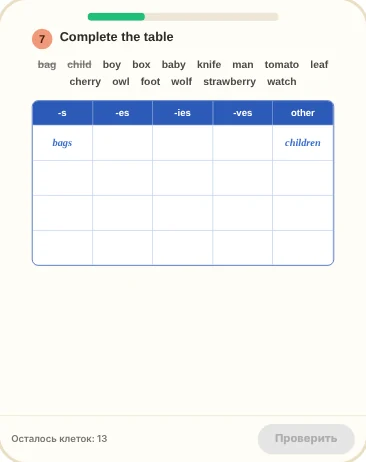 7 Complete the table
bag child boy box baby knife man tomato leaf
cherry owl foot wolf strawberry watch
-s -es -ies -ves other
bags children
Осталось клеток: 13 Проверить